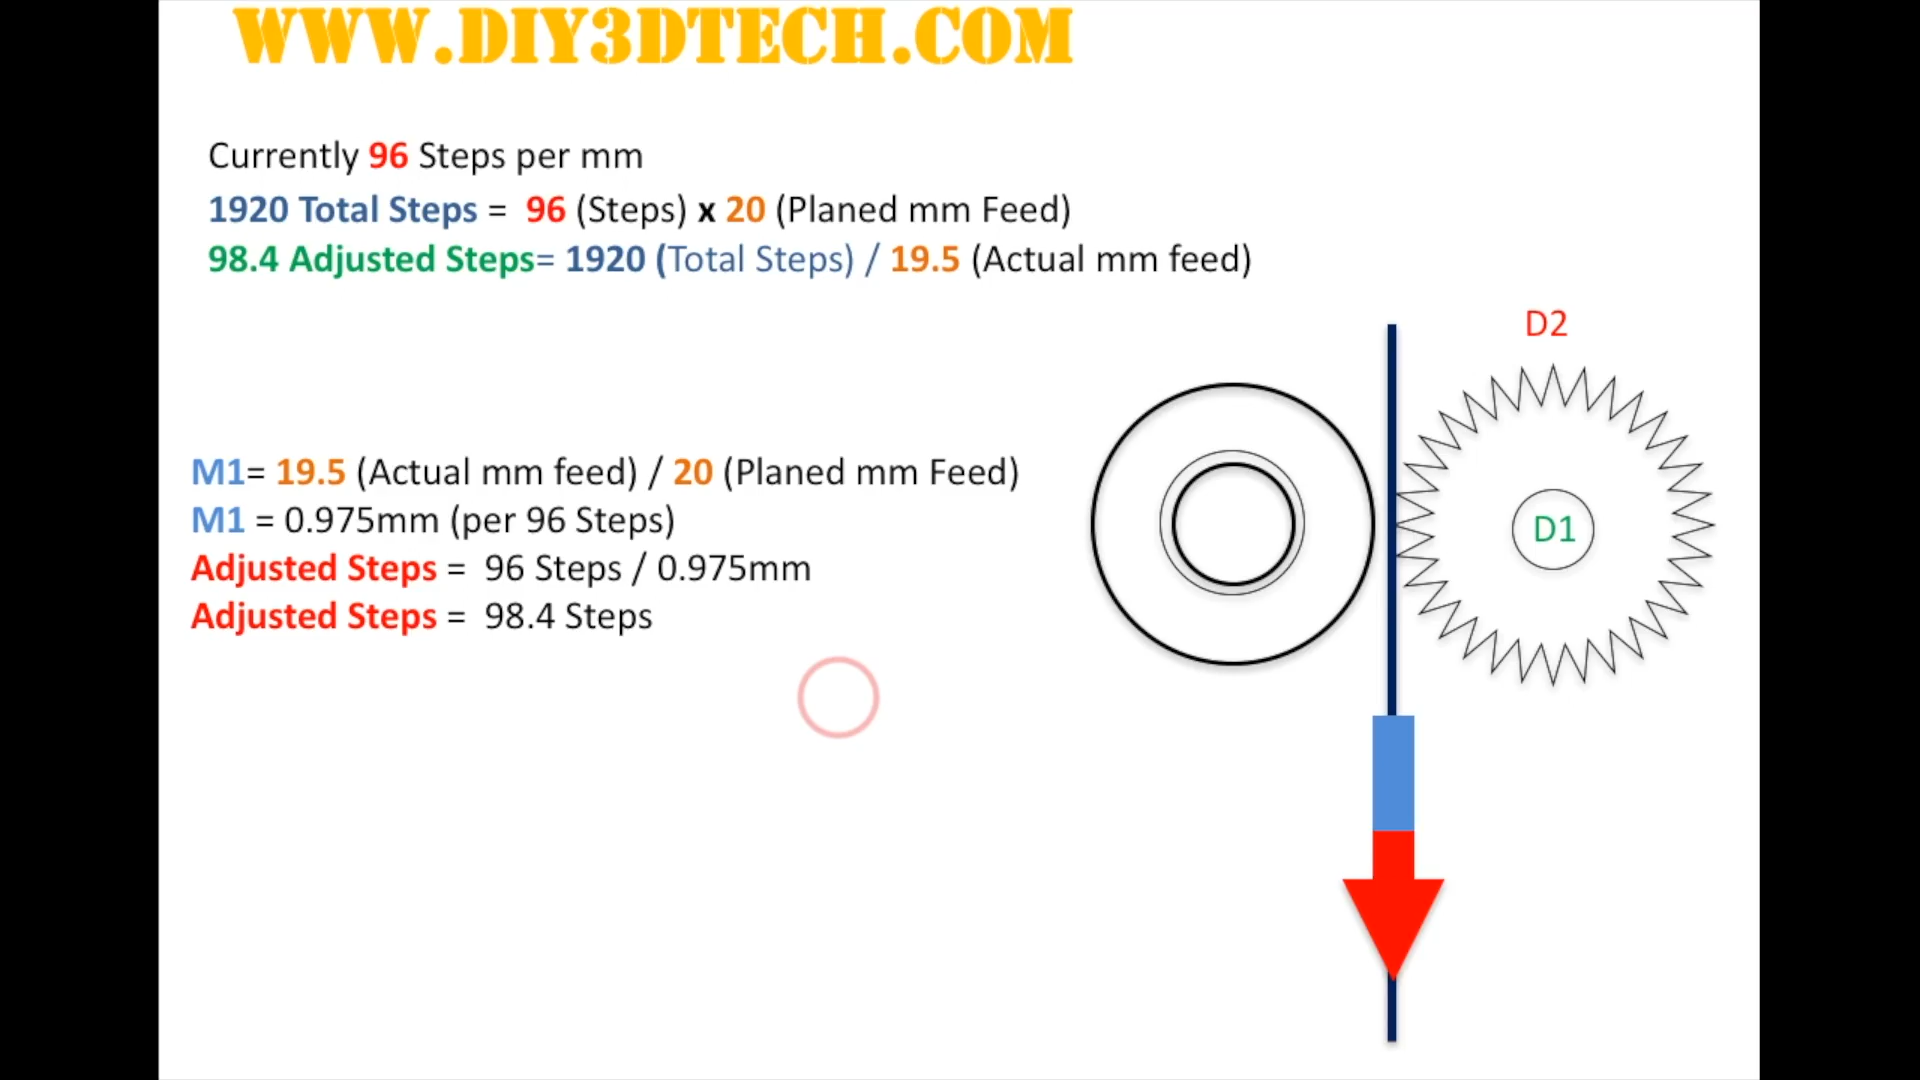 WWW.DIY3DTECH.COM
Currently 96 Steps per mm
1920 Total Steps = 96 (Steps) x 20 (Planed mm Feed)
98.4 Adjusted Steps= 1920 (Total Steps) / 19.5 (Actual mm feed)
D2
M1= 19.5 (Actual mm feed) / 20 (Planed mm Feed)
M1 = 0.975mm (per 96 Steps)
D1
Adjusted Steps = 96 Steps / 0.975mm
Adjusted Steps = 98.4 Steps